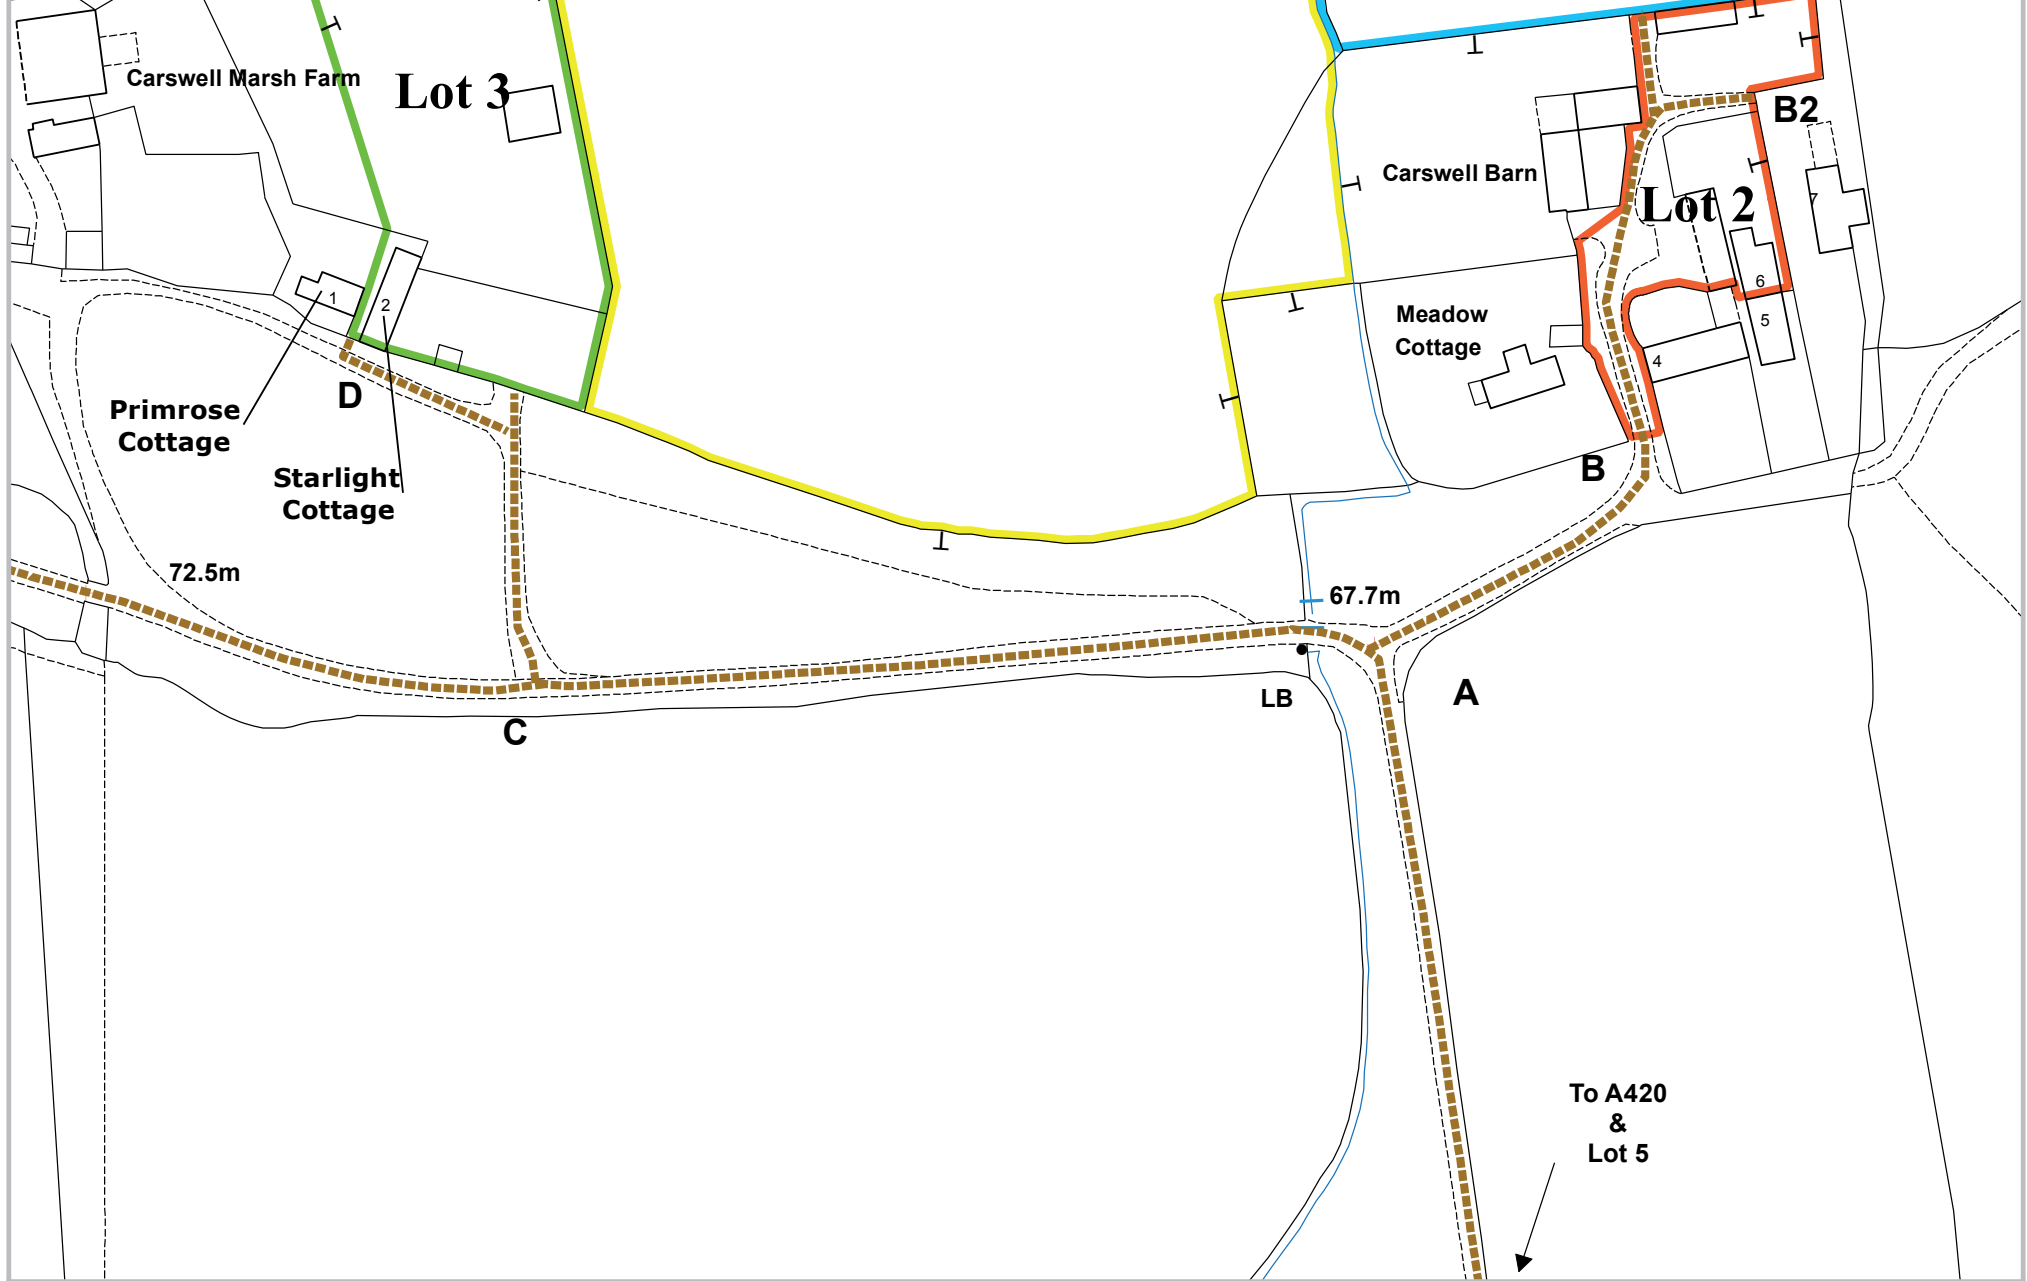 Carswell Marsh Farm
Lot 3
B2
Carswell Barn
Lot 2
7
1
2
6
5
4
Meadow
Cottage
D
Primrose
Cottage
Starlight
Cottage
B
72.5m
67.7m
A
LB
C
To A420
&
Lot 5